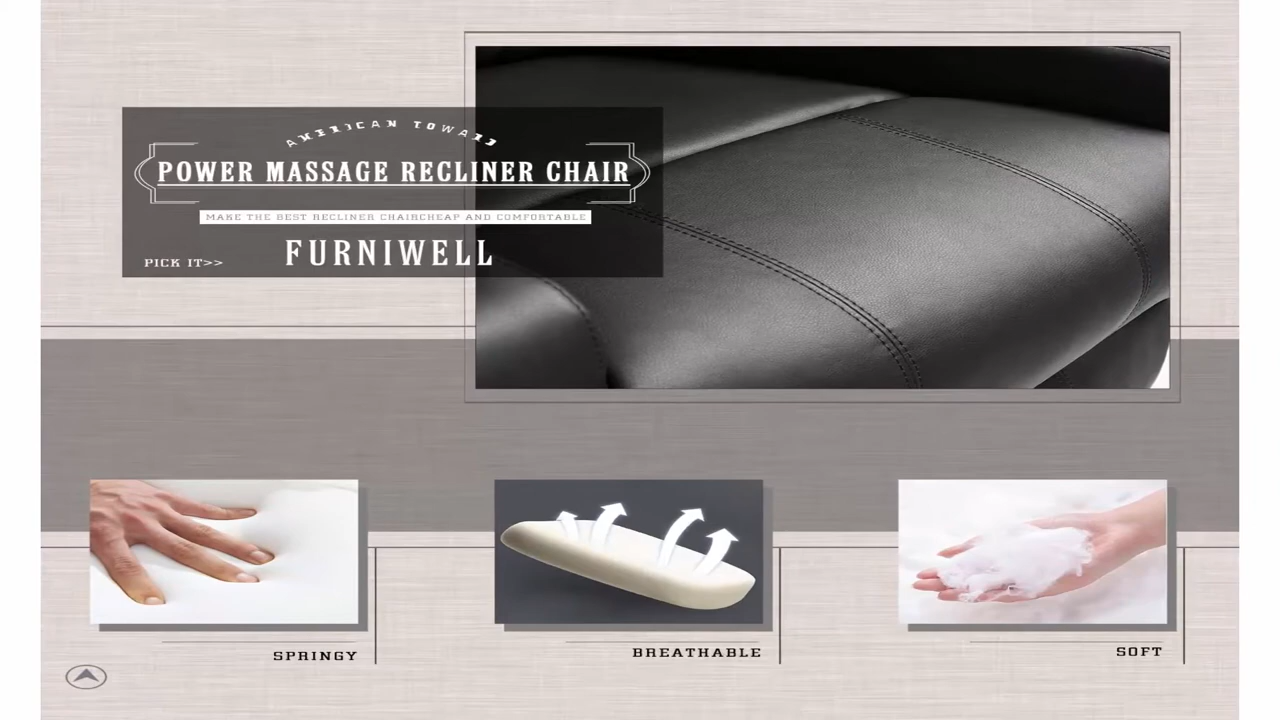 AMERICAN TOWARD
POWER MASSAGE RECLINER CHAIR
MAKE THE BEST RECLINER CHAIRCHEAP AND COMFORTABLE
FURNIWELL
PICK IT>>
SPRINGY
BREATHABLE
SOFT